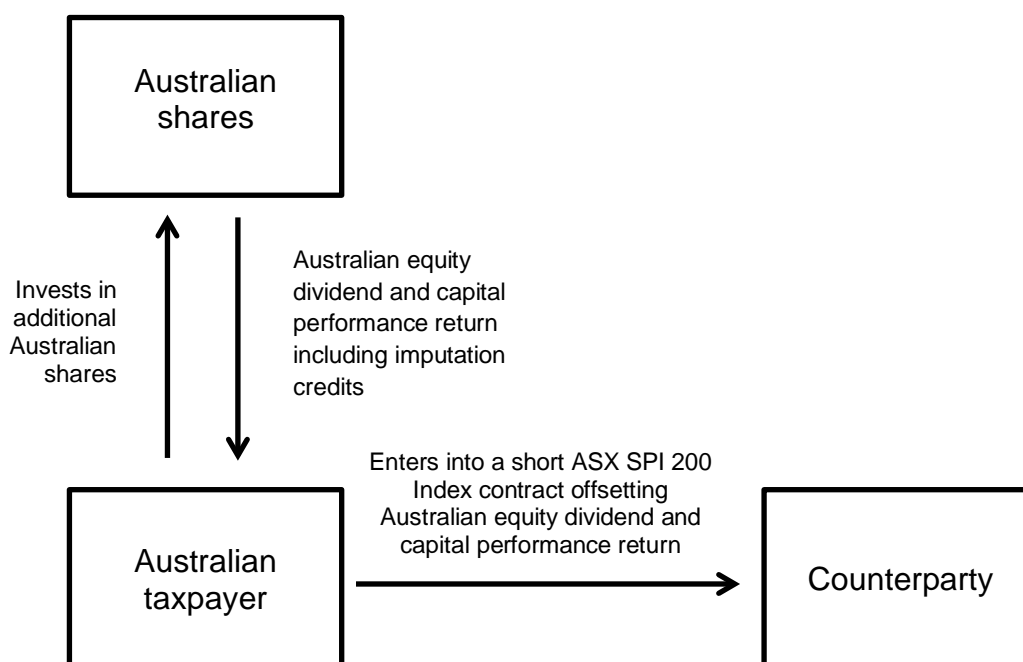 Australian
shares
Invests in
additional
Australian
shares
Australian equity
dividend and capital
performance return
including imputation
credits
Enters into a short ASX SPI 200
Index contract offsetting
Australian equity dividend and
capital performance return
Australian
taxpayer
Counterparty